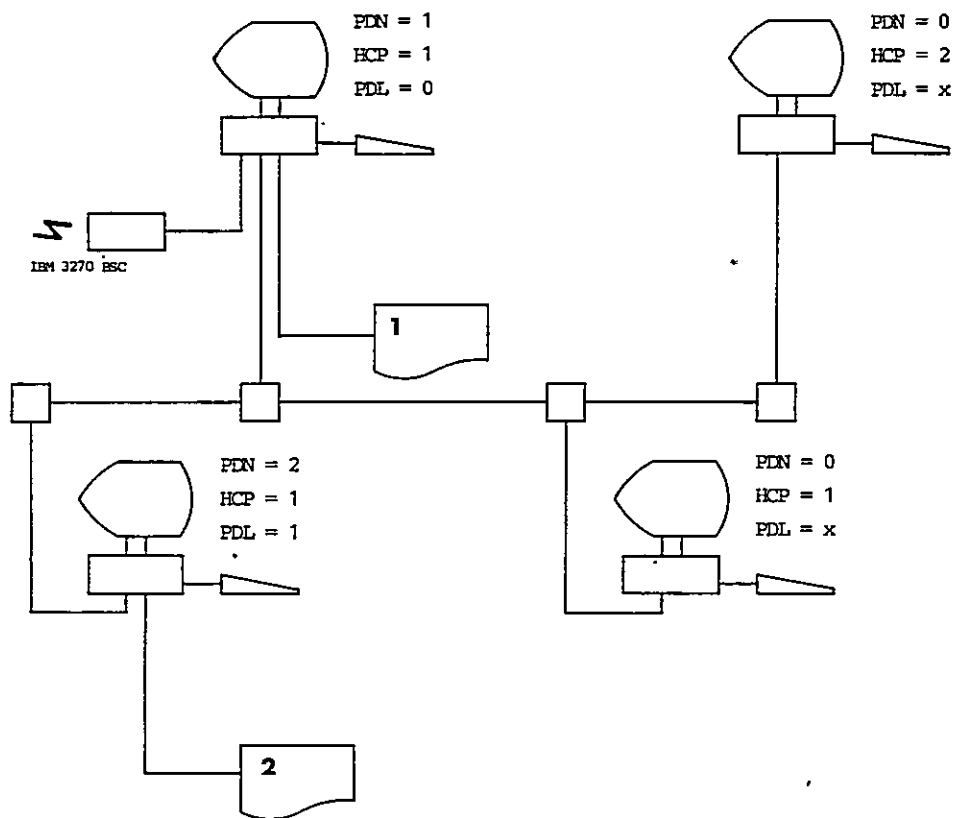 PDN = 1
HCP = 1
PDL = 0
PDN = 0
HCP = 2
PDL = x
IBM 3270 BSC
1
PDN = 2
HCP = 1
PDL = 1
PDN = 0
HCP = 1
PDL = x
2